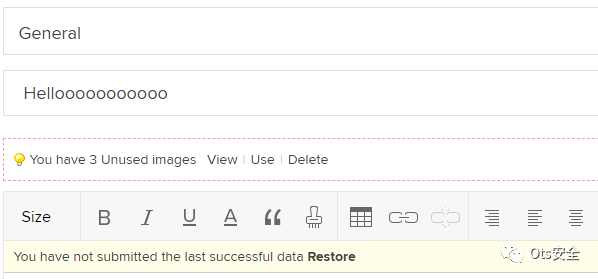 General
Hellooooooooooo
You have 3 Unused images View | Use | Delete
Size B I U A
You have not submitted the last successful data Restore
Ots安全